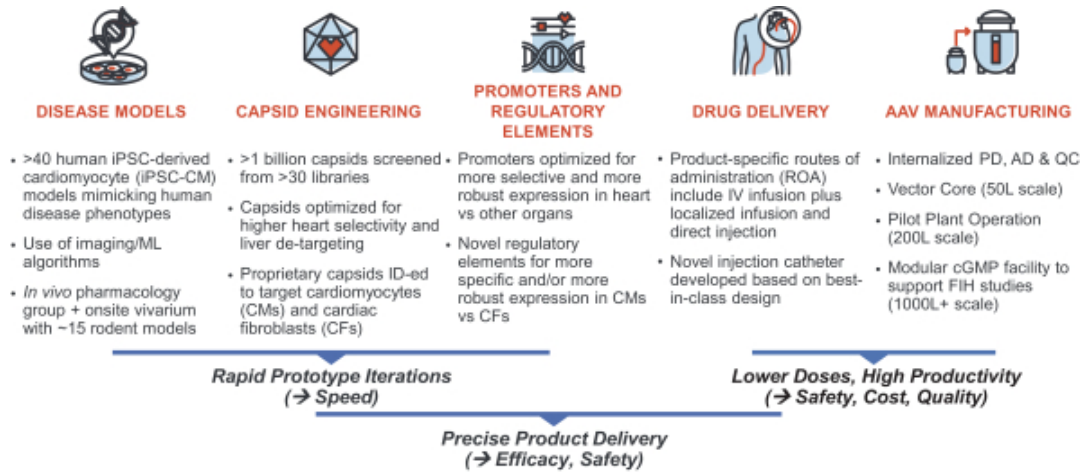 DISEASE MODELS
• >40 human iPSC-derived
cardiomyocyte (iPSC-CM)
models mimicking human
disease phenotypes
• Use of imaging/ML
algorithms
• In vivo pharmacology
group + onsite vivarium
with ~15 rodent models
CAPSID ENGINEERING
• >1 billion capsids screened
from >30 libraries
• Capsids optimized for
higher heart selectivity and
liver de-targeting
• Proprietary capsids ID-ed
to target cardiomyocytes
(CMs) and cardiac
fibroblasts (CFs)
PROMOTERS AND
REGULATORY
ELEMENTS
• Promoters optimized for
more selective and more
robust expression in heart
vs other organs
• Novel regulatory
elements for more
specific and/or more
robust expression in CMs
vs CFs
DRUG DELIVERY
• Product-specific routes of
administration (ROA)
include IV infusion plus
localized infusion and
direct injection
• Novel injection catheter
developed based on best-
in-class design
AAV MANUFACTURING
• Internalized PD, AD & QC
• Vector Core (50L scale)
• Pilot Plant Operation
(200L scale)
• Modular cGMP facility to
support FIH studies
(1000L+ scale)
Rapid Prototype Iterations
(→ Speed)
Lower Doses, High Productivity
(→ Safety, Cost, Quality)
Precise Product Delivery
(→ Efficacy, Safety)